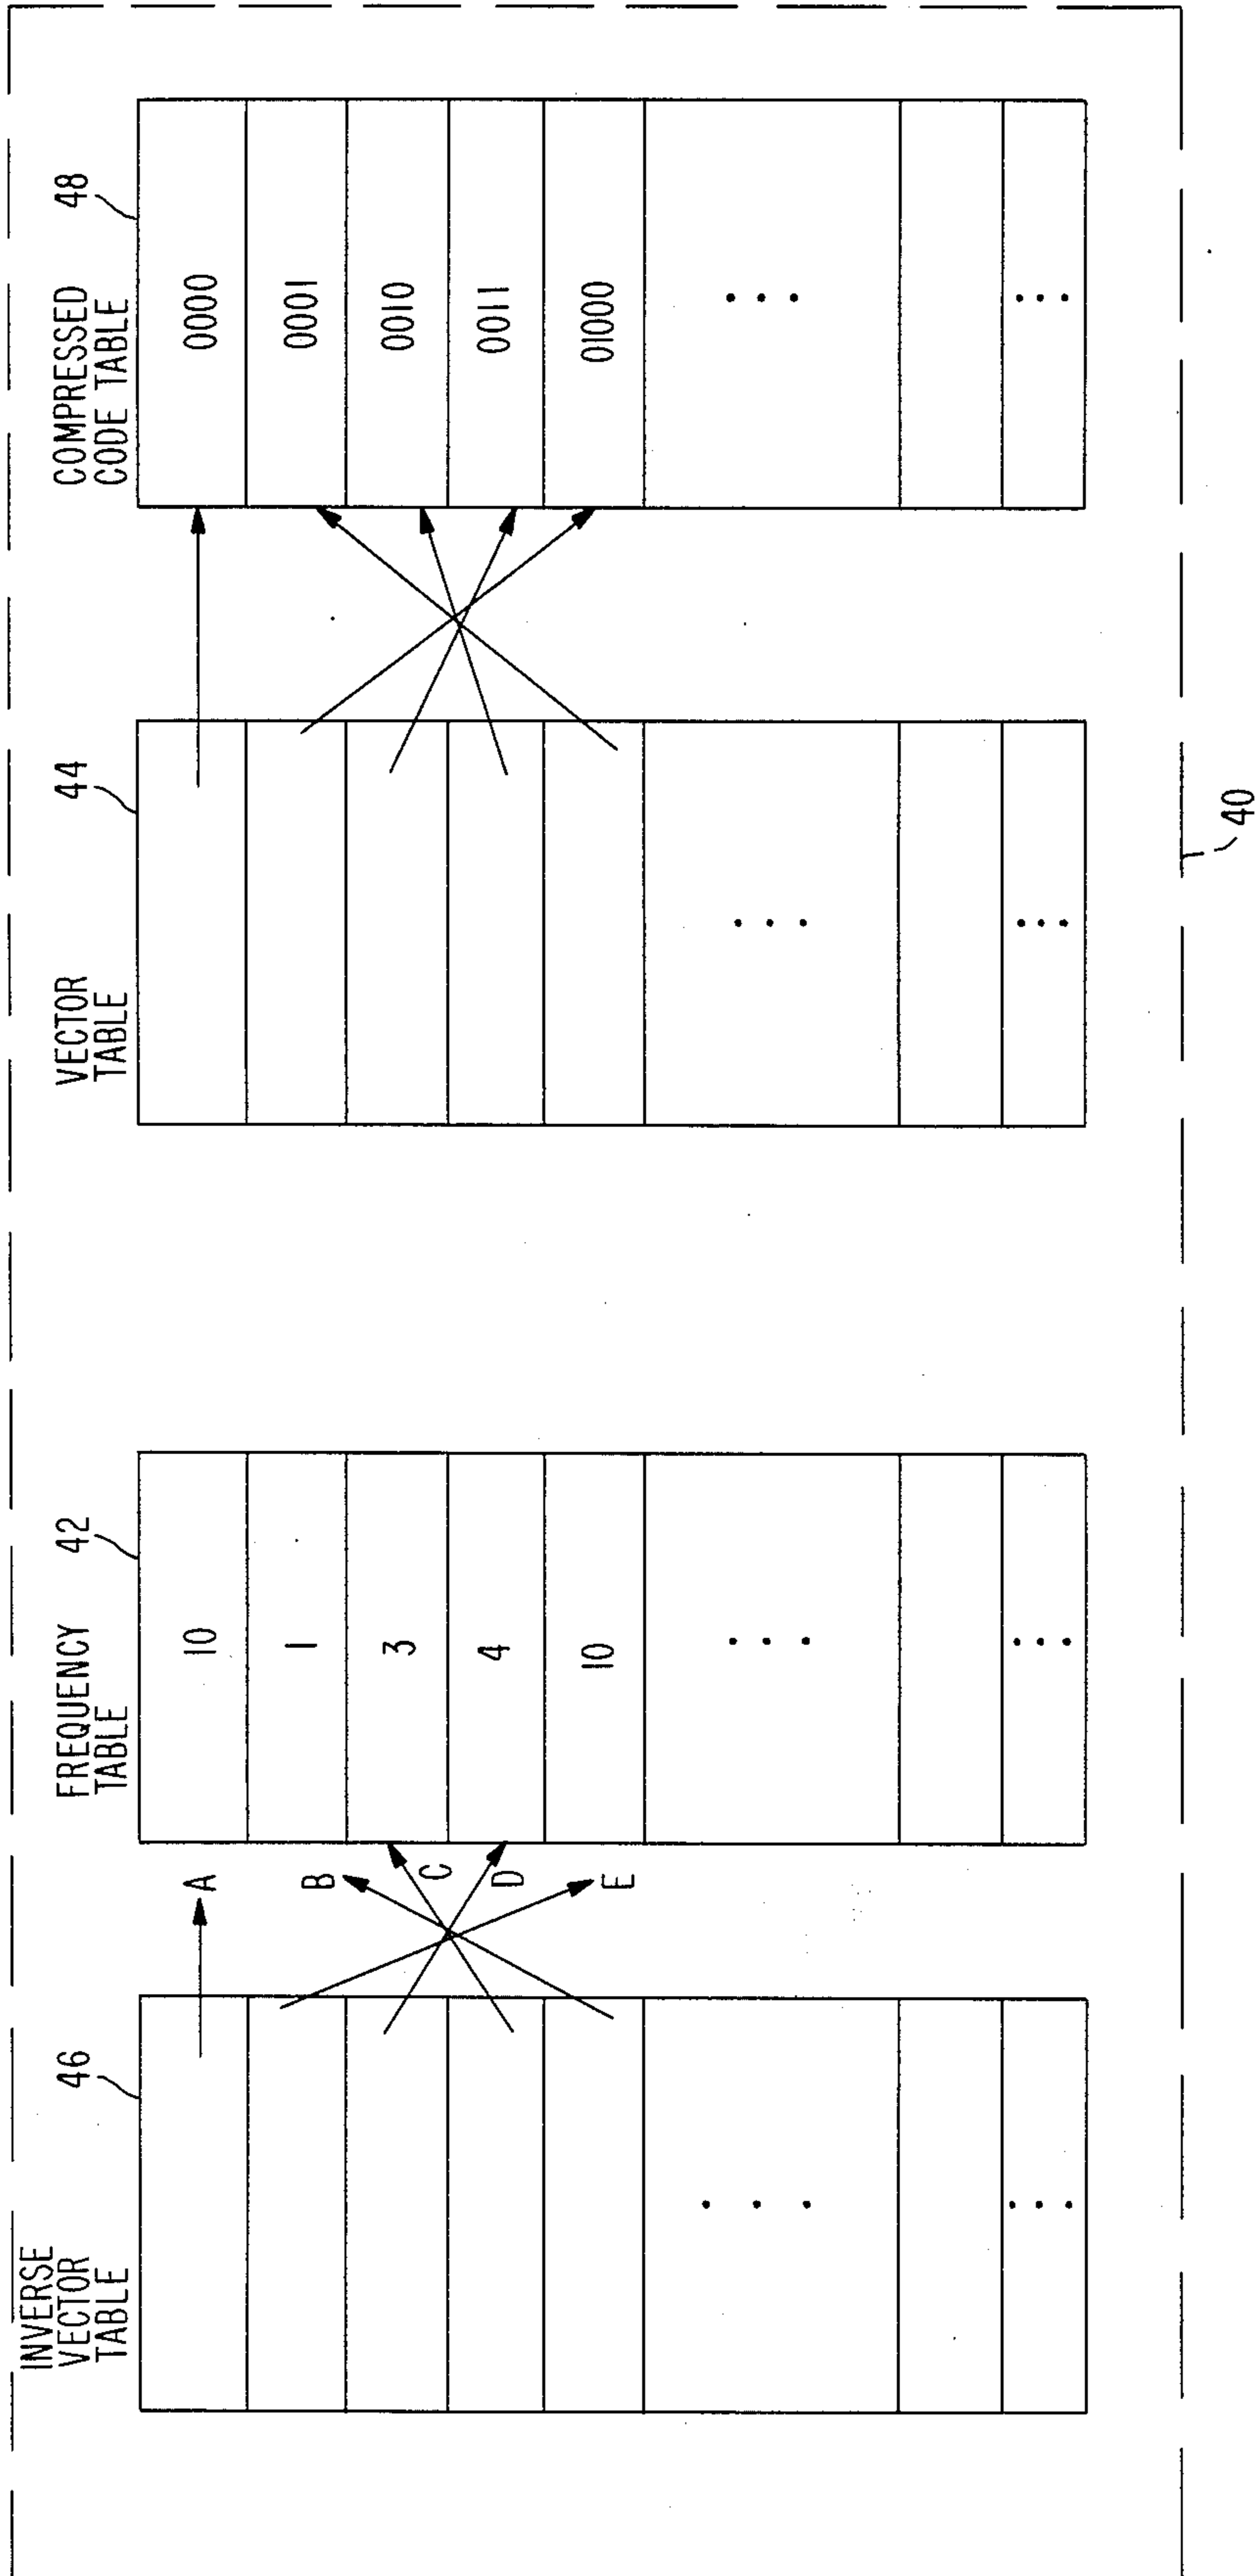 INVERSE
VECTOR
TABLE
46
A
B
C
D
E
FREQUENCY
TABLE
42
10
1
3
4
10
VECTOR
TABLE
44
COMPRESSED
CODE TABLE
48
0000
0001
0010
0011
01000
40